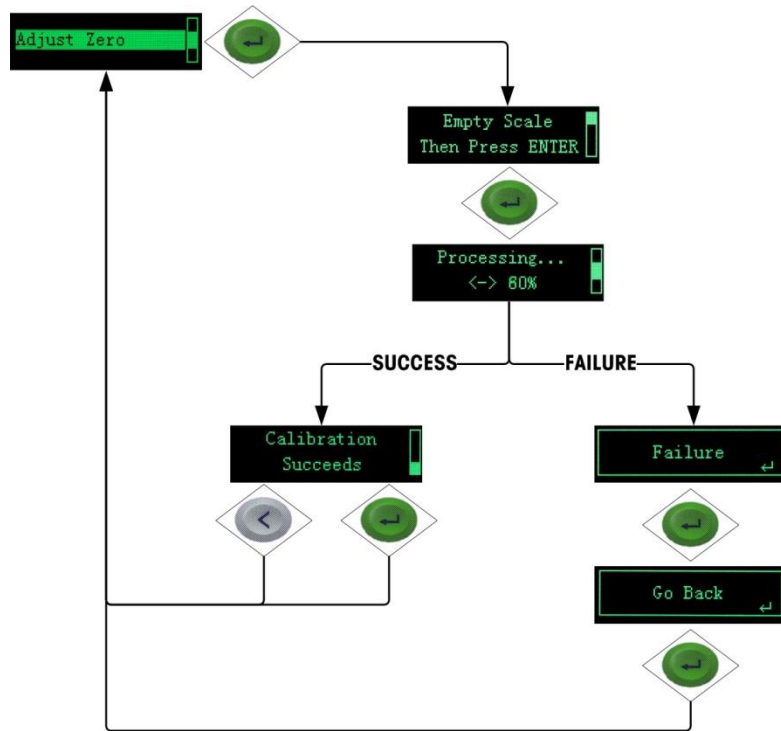 Adjust Zero
Empty Scale
Then Press ENTER
Processing...
<-> 80%
SUCCESS
FAILURE
Calibration
Succeeds
Failure
Go Back